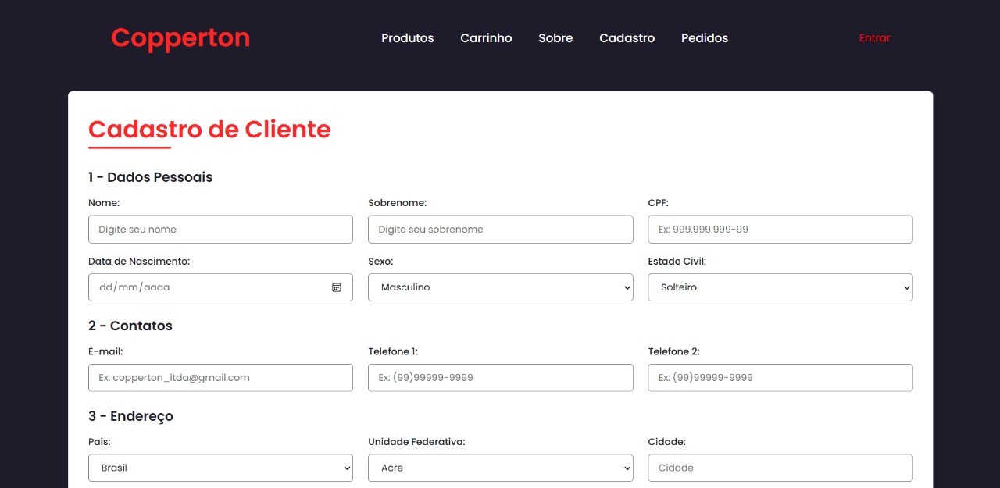 Copperton
Produtos Carrinho Sobre Cadastro Pedidos Entrar
Cadastro de Cliente
1 - Dados Pessoais
Nome: Sobrenome: CPF:
Digite seu nome Digite seu sobrenome Ex: 999.999.999-99
Data de Nascimento: Sexo: Estado Civil:
dd/mm/aaaa Masculino Solteiro
2 - Contatos
E-mail: Telefone 1: Telefone 2:
Ex: copperton_ltda@gmail.com Ex: (99)99999-9999 Ex: (99)99999-9999
3 - Endereço
Pais: Unidade Federativa: Cidade:
Brasil Acre Cidade